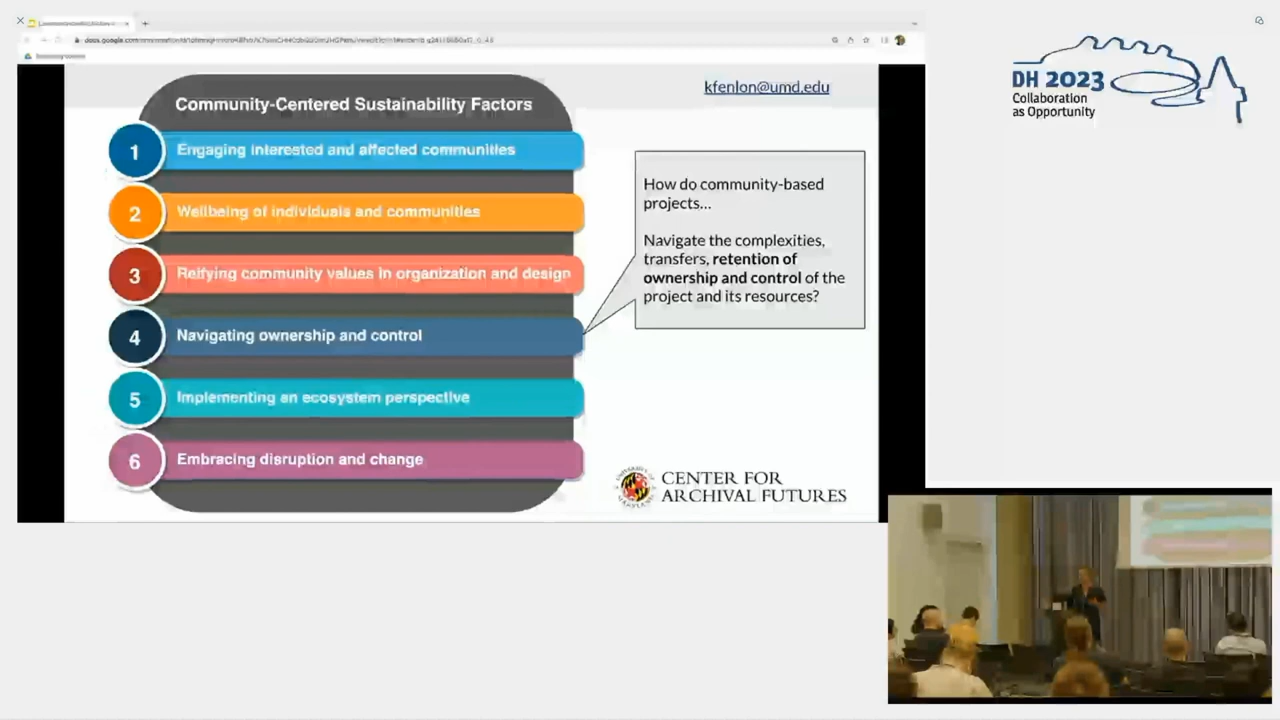 kfenlon@umd.edu
DH 2023
Collaboration
as Opportunity
Community-Centered Sustainability Factors
1 Engaging interested and affected communities
2 Wellbeing of individuals and communities
3 Reifying community values in organization and design
4 Navigating ownership and control
5 Implementing an ecosystem perspective
6 Embracing disruption and change
How do community-based
projects...
Navigate the complexities,
transfers, retention of
ownership and control of the
project and its resources?
CENTER FOR
ARCHIVAL FUTURES